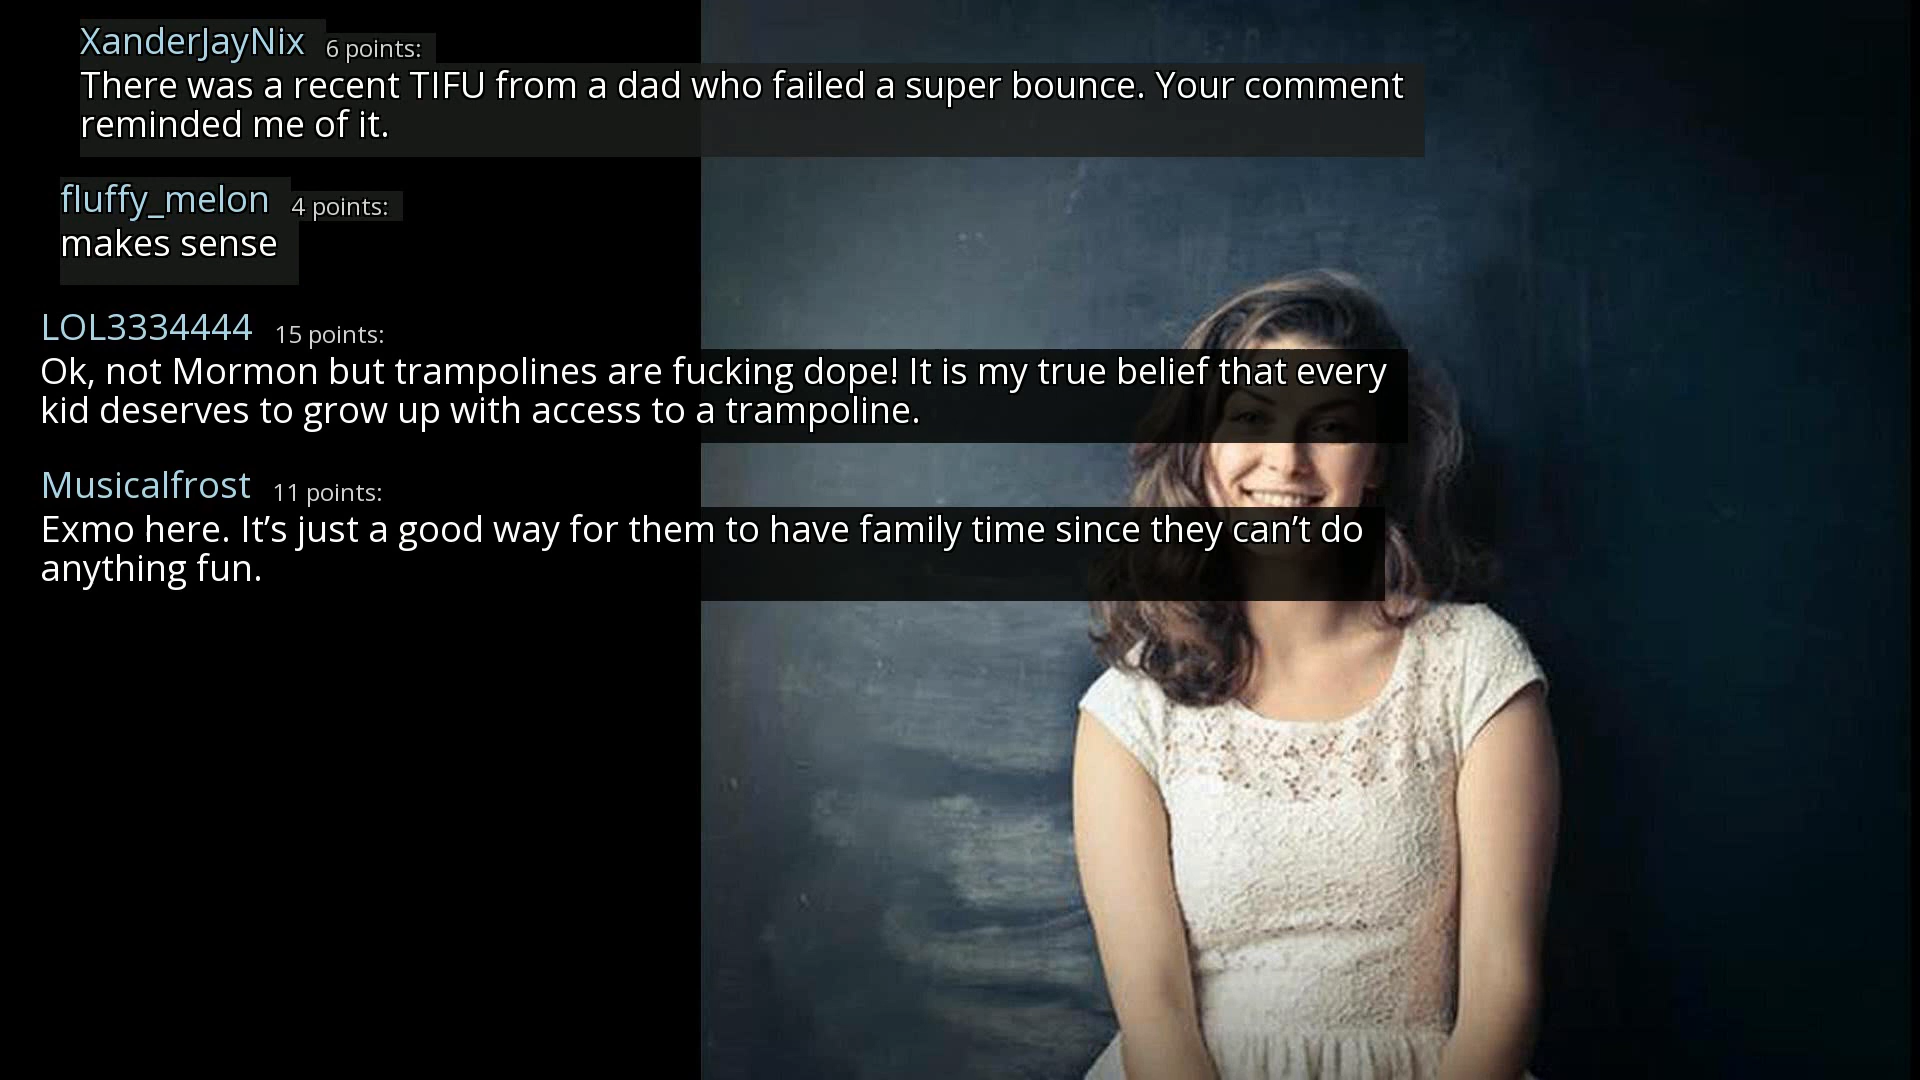 XanderJayNix 6 points:
There was a recent TIFU from a dad who failed a super bounce. Your comment
reminded me of it.
fluffy_melon 4 points:
makes sense
LOL3334444 15 points:
Ok, not Mormon but trampolines are fucking dope! It is my true belief that every
kid deserves to grow up with access to a trampoline.
Musicalfrost 11 points:
Exmo here. It’s just a good way for them to have family time since they can’t do
anything fun.